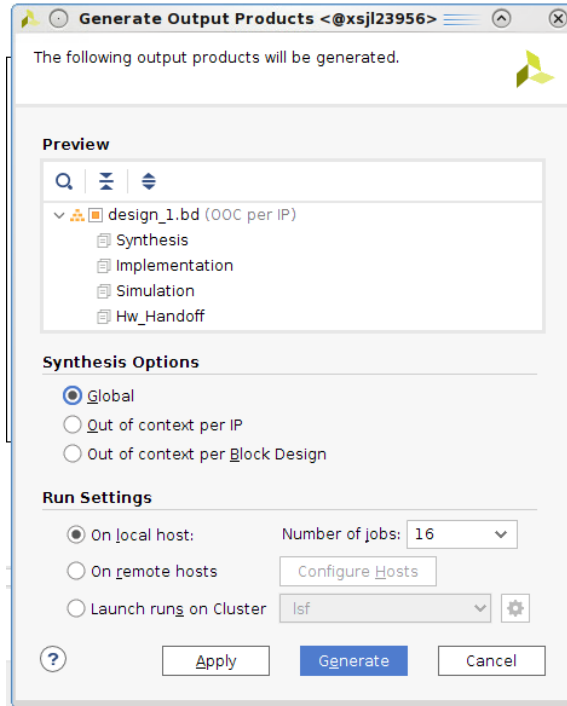 Generate Output Products <@xsjl23956>
The following output products will be generated.
Preview
design_1.bd (OOC per IP)
Synthesis
Implementation
Simulation
Hw_Handoff
Synthesis Options
Global
Out of context per IP
Out of context per Block Design
Run Settings
On local host: Number of jobs: 16
On remote hosts Configure Hosts
Launch runs on Cluster lsf
? Apply Generate Cancel